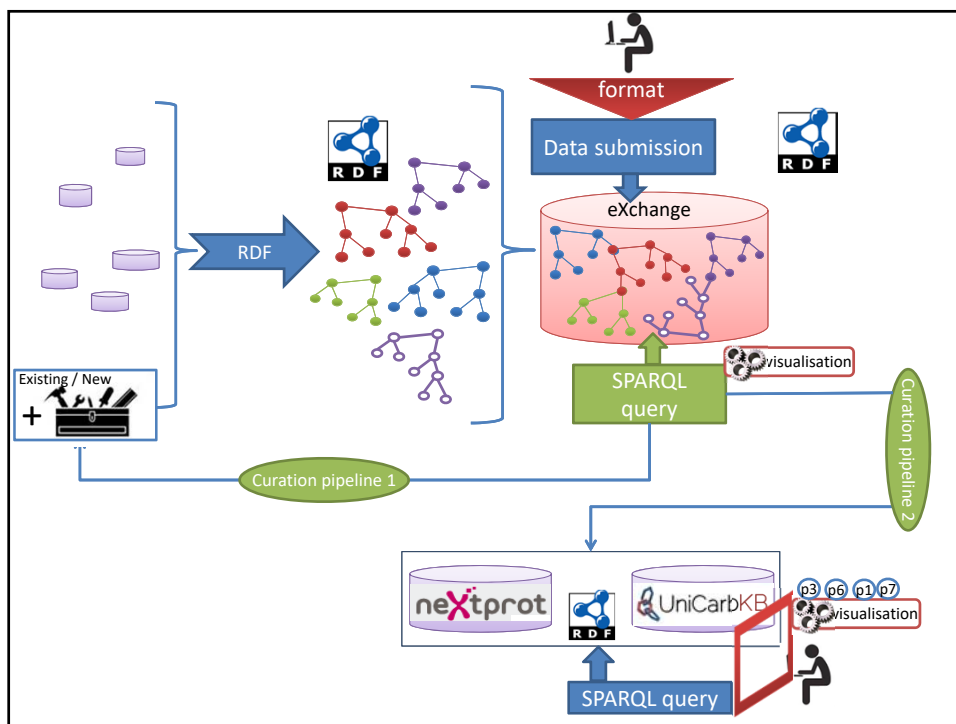 format
Data submission
RDF
RDF
eXchange
RDF
Existing / New
+
visualisation
SPARQL
query
Curation pipeline 1
Curation pipeline 2
neXtprot
UniCarbKB
RDF
p3 p6 p1 p7
visualisation
SPARQL query